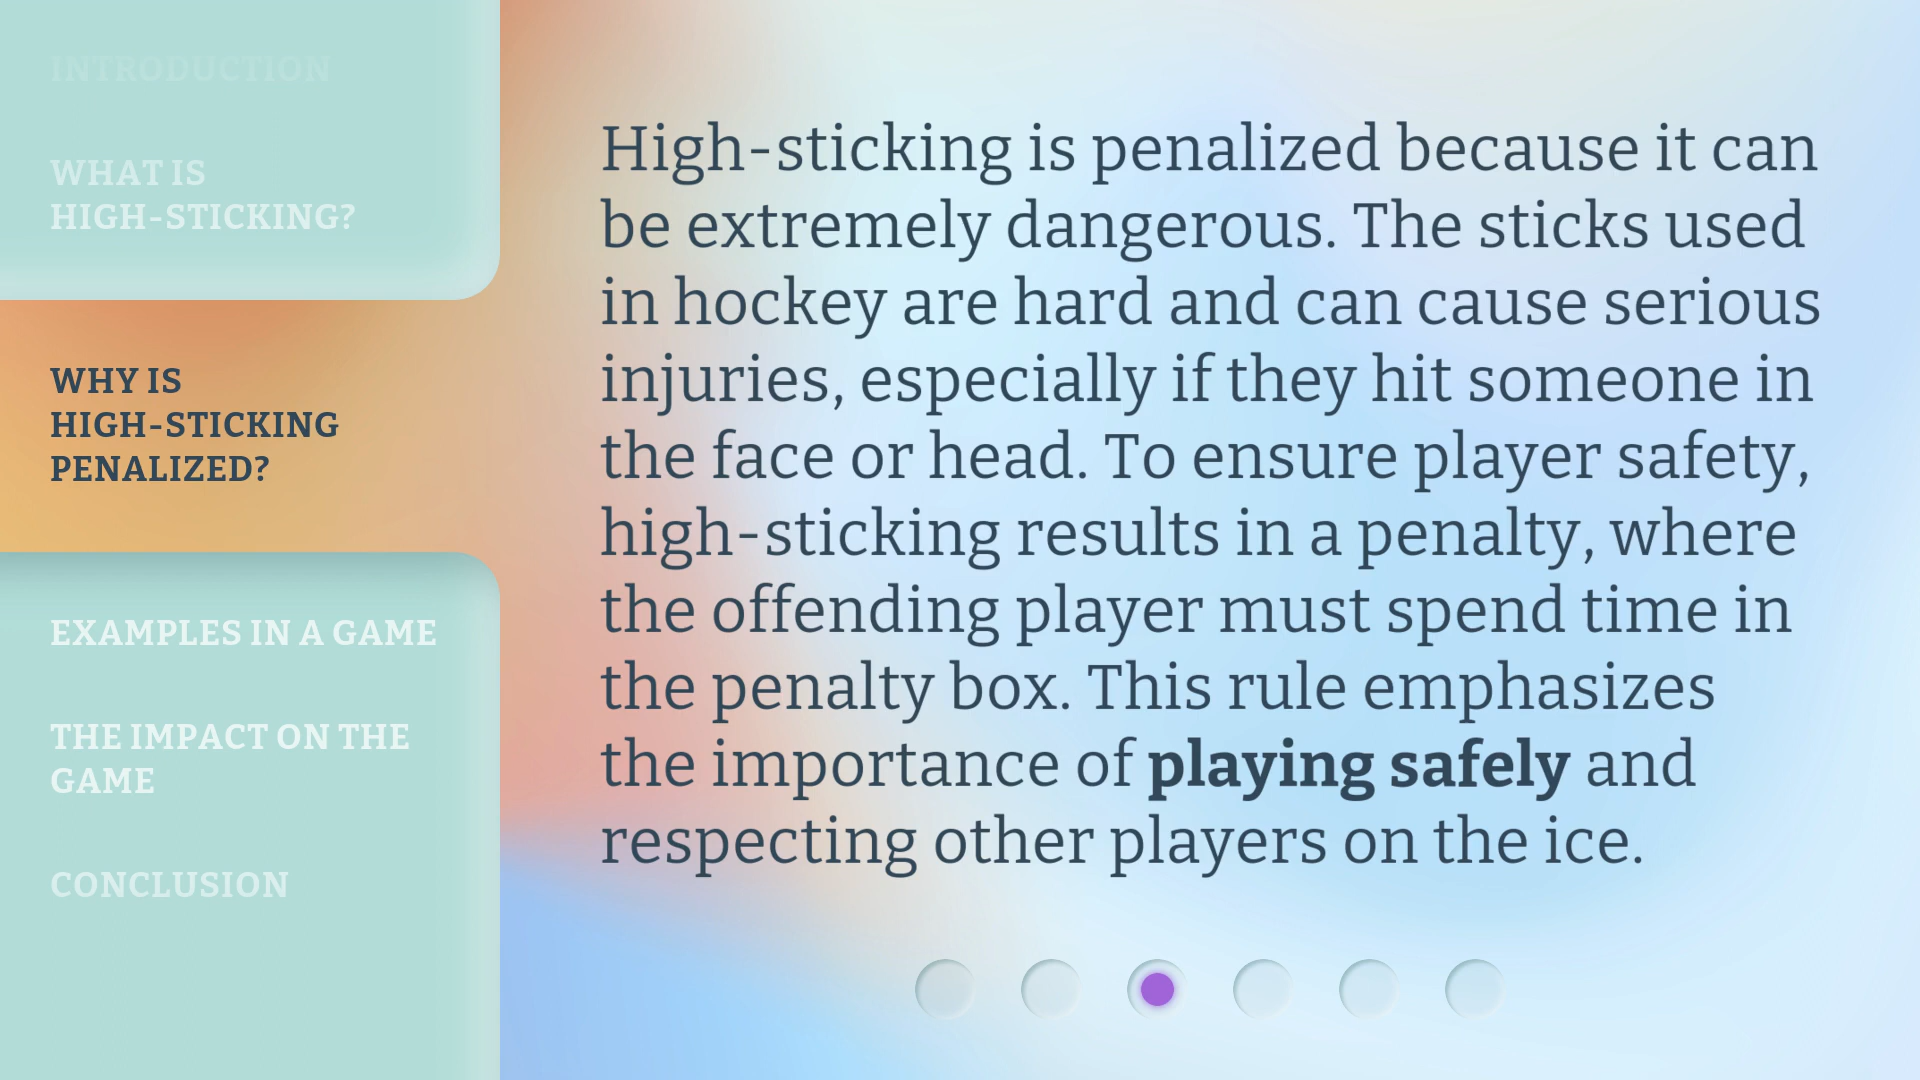 INTRODUCTION
WHAT IS
HIGH-STICKING?
WHY IS
HIGH-STICKING
PENALIZED?
EXAMPLES IN A GAME
THE IMPACT ON THE
GAME
CONCLUSION
High-sticking is penalized because it can
be extremely dangerous. The sticks used
in hockey are hard and can cause serious
injuries, especially if they hit someone in
the face or head. To ensure player safety,
high-sticking results in a penalty, where
the offending player must spend time in
the penalty box. This rule emphasizes
the importance of playing safely and
respecting other players on the ice.